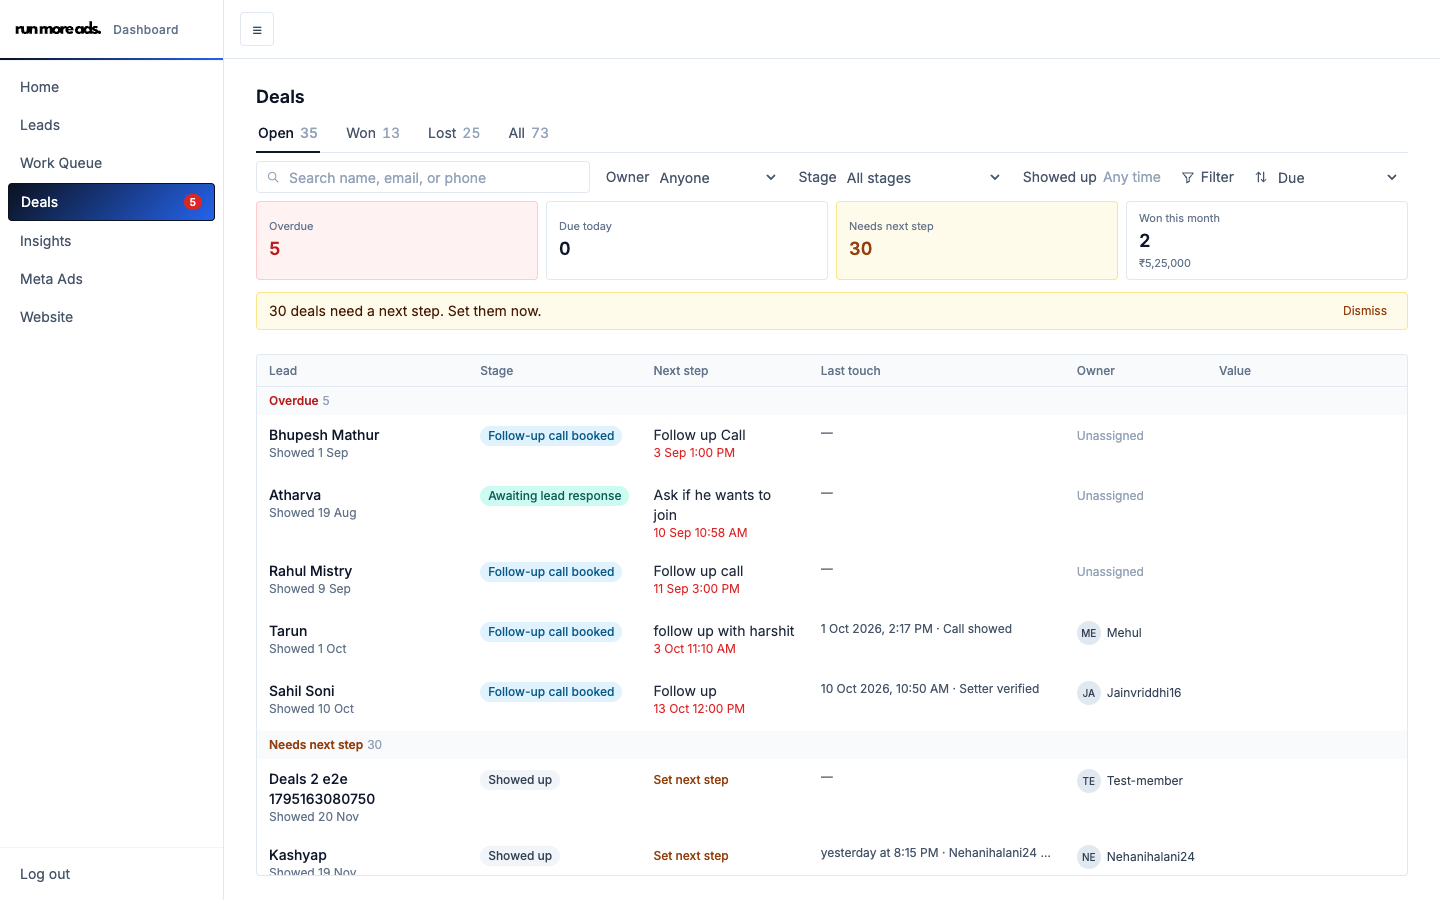 run more ads. Dashboard
Home
Leads
Work Queue
Deals 5
Insights
Meta Ads
Website
Log out
Deals
Open 35 Won 13 Lost 25 All 73
Search name, email, or phone Owner Anyone Stage All stages Showed up Any time Filter Due
Overdue
5
Due today
0
Needs next step
30
Won this month
2
₹5,25,000
30 deals need a next step. Set them now. Dismiss
Lead Stage Next step Last touch Owner Value
Overdue 5
Bhupesh Mathur Follow-up call booked Follow up Call — Unassigned
Showed 1 Sep 3 Sep 1:00 PM
Atharva Awaiting lead response Ask if he wants to — Unassigned
Showed 19 Aug join
10 Sep 10:58 AM
Rahul Mistry Follow-up call booked Follow up call — Unassigned
Showed 9 Sep 11 Sep 3:00 PM
Tarun Follow-up call booked follow up with harshit 1 Oct 2026, 2:17 PM · Call showed ME Mehul
Showed 1 Oct 3 Oct 11:10 AM
Sahil Soni Follow-up call booked Follow up 10 Oct 2026, 10:50 AM · Setter verified JA Jainvriddhi16
Showed 10 Oct 13 Oct 12:00 PM
Needs next step 30
Deals 2 e2e Showed up Set next step — TE Test-member
1795163080750
Showed 20 Nov
Kashyap Showed up Set next step yesterday at 8:15 PM · Nehanihalani24 ... NE Nehanihalani24
Showed 19 Nov